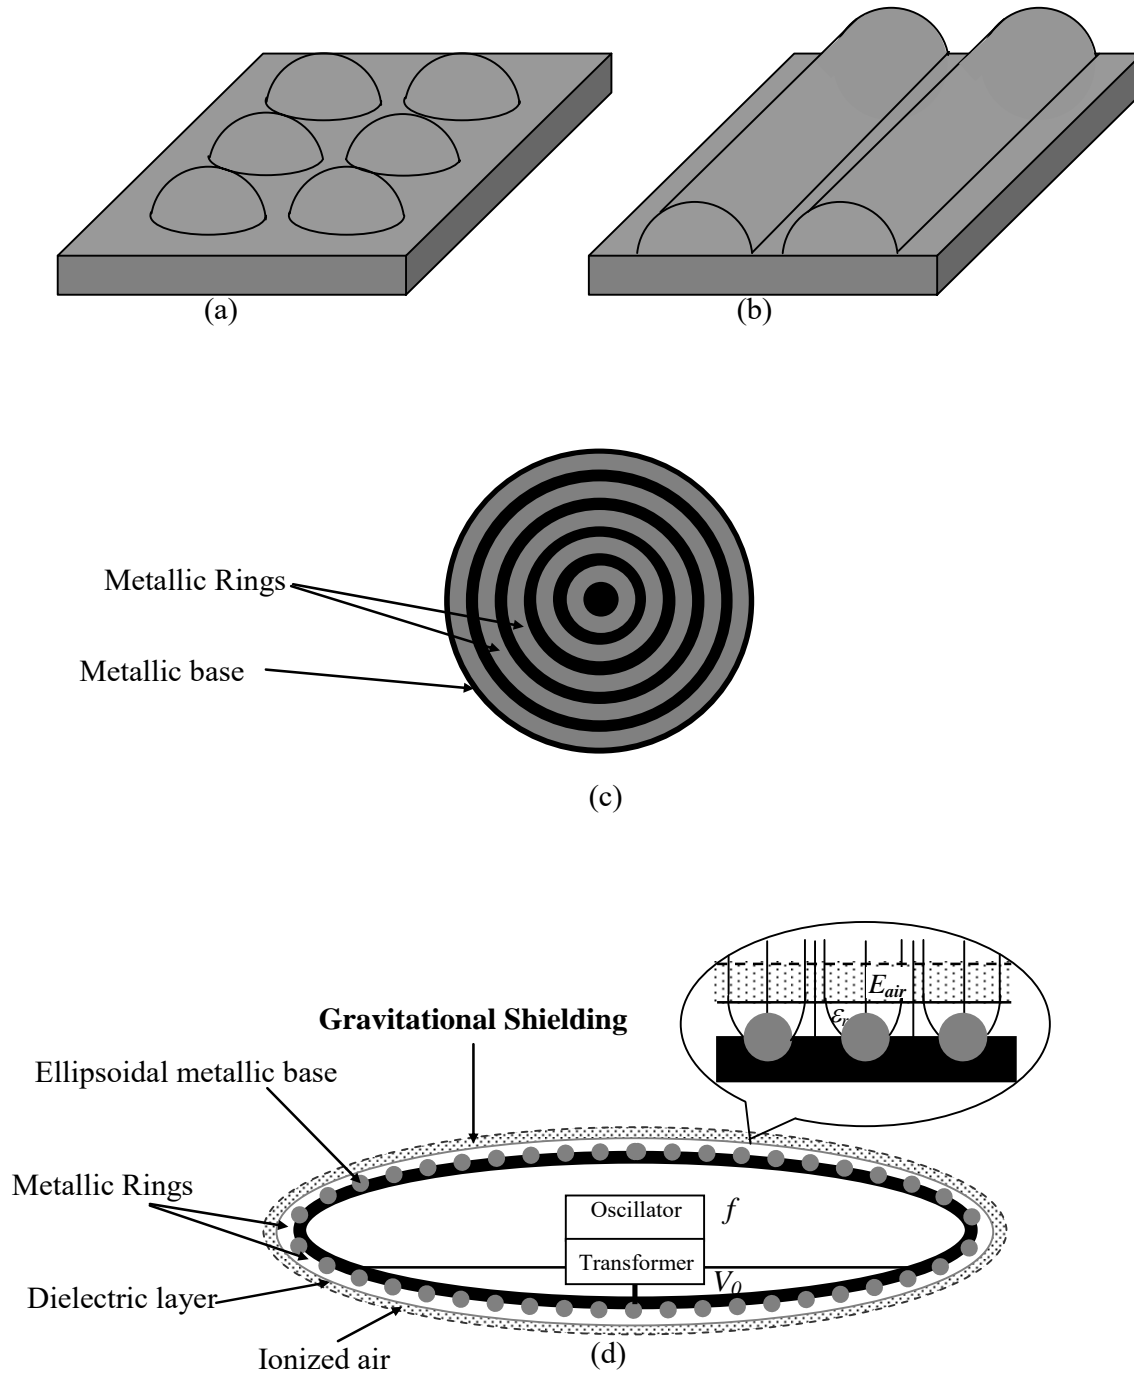 (a)
(b)
Metallic Rings
Metallic base
(c)
E_air
ε_r
Gravitational Shielding
Ellipsoidal metallic base
Metallic Rings
Oscillator
f
Transformer
V_0
Dielectric layer
Ionized air
(d)